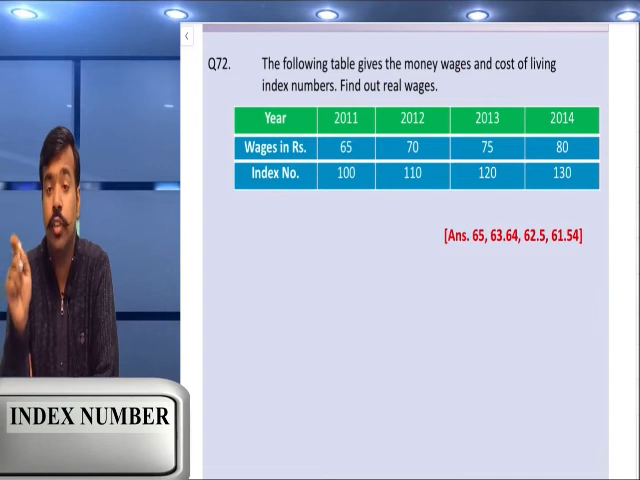 Q72. The following table gives the money wages and cost of living
index numbers. Find out real wages.
Year 2011 2012 2013 2014
Wages in Rs. 65 70 75 80
Index No. 100 110 120 130
[Ans. 65, 63.64, 62.5, 61.54]
INDEX NUMBER